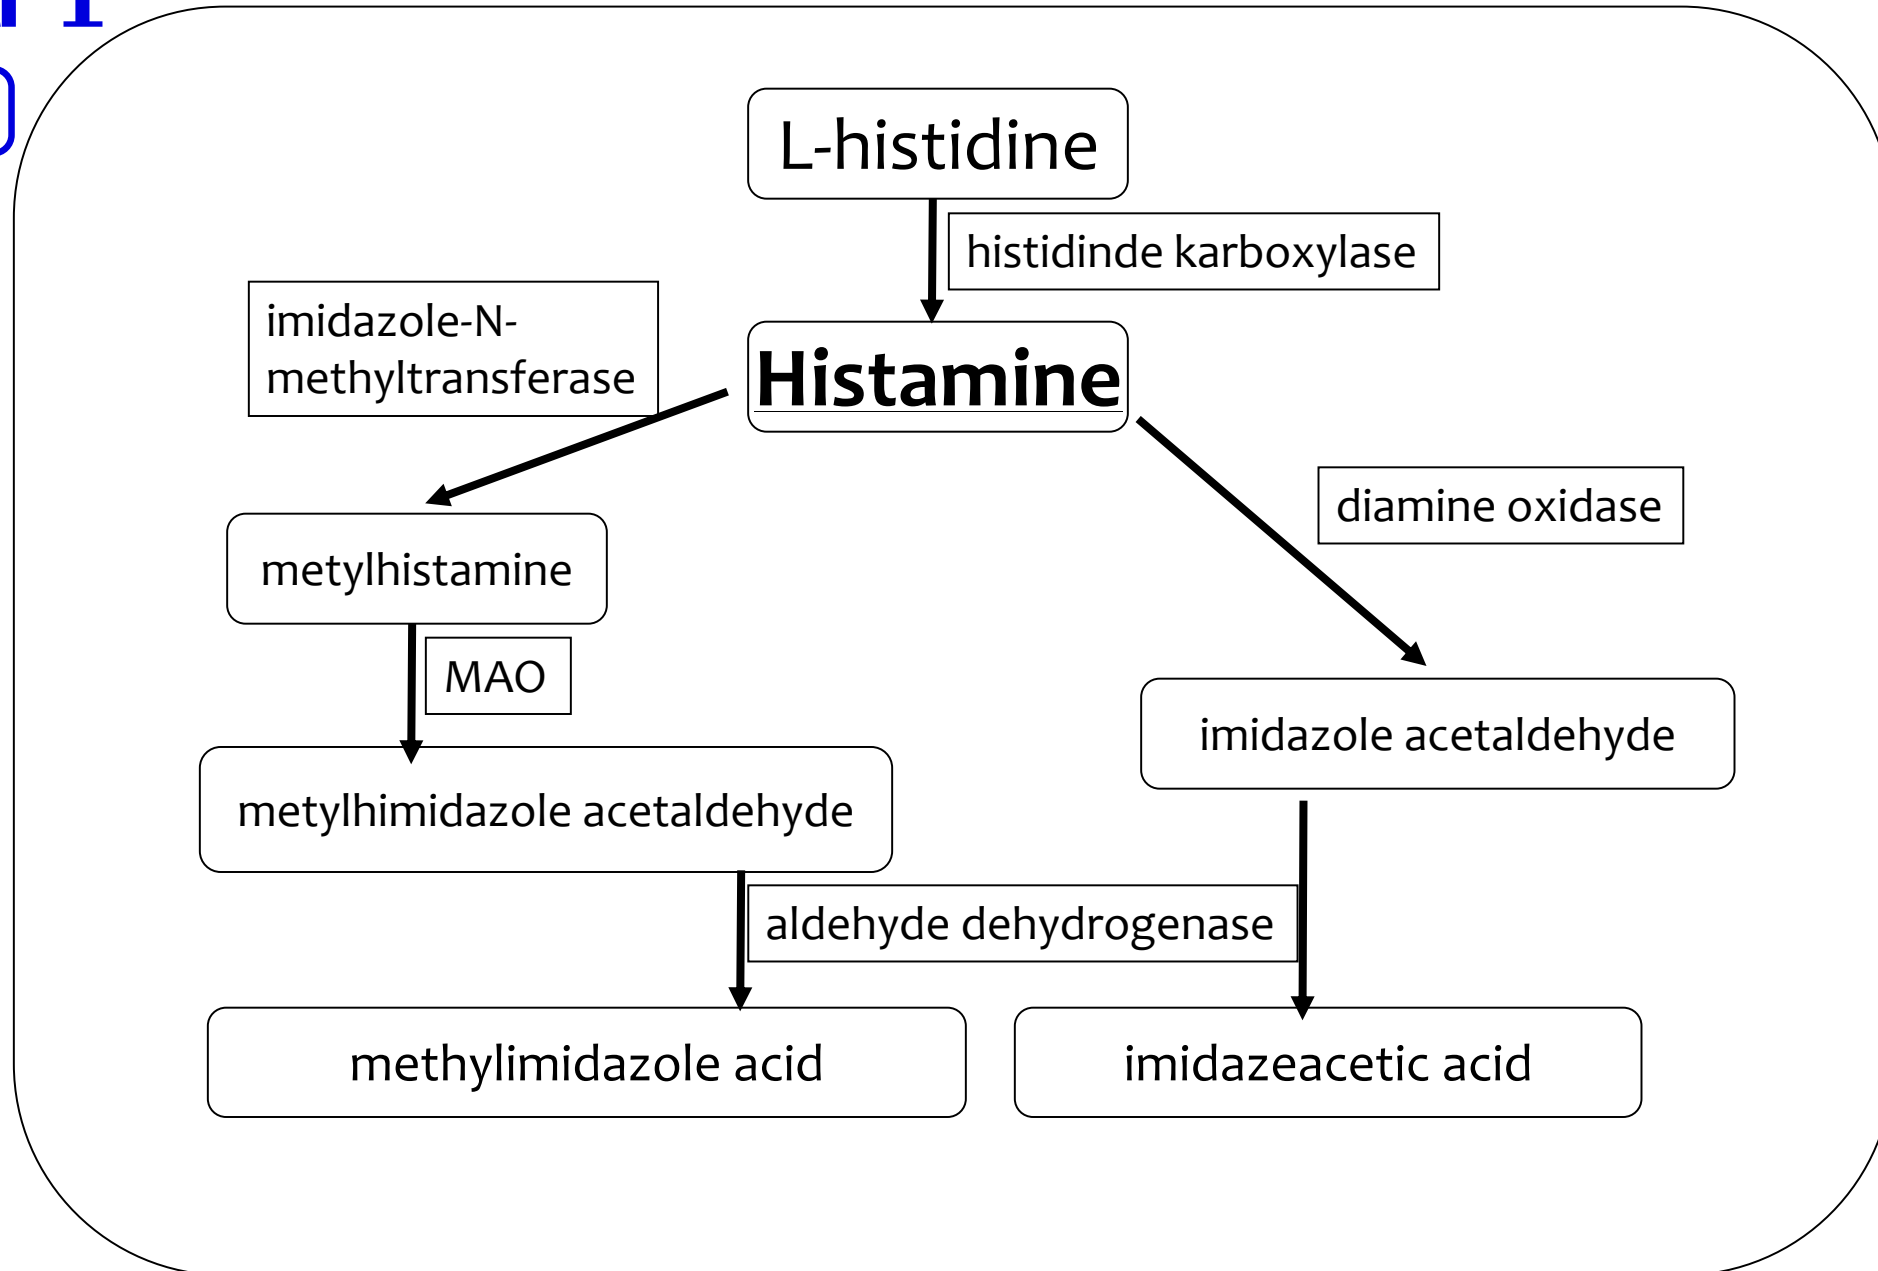 L-histidine
histidinde karboxylase
imidazole-N-
methyltransferase
Histamine
diamine oxidase
metylhistamine
MAO
imidazole acetaldehyde
metylhimidazole acetaldehyde
aldehyde dehydrogenase
methylimidazole acid
imidazeacetic acid